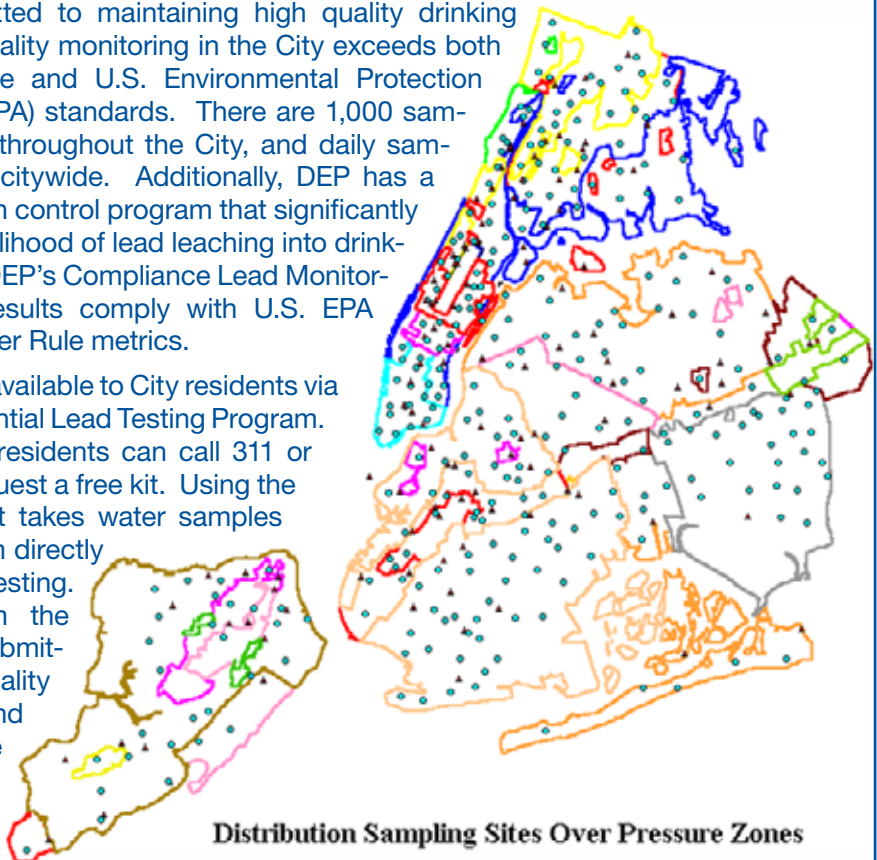 tted to maintaining high quality drinking
ality monitoring in the City exceeds both
e and U.S. Environmental Protection
PA) standards. There are 1,000 sam-
throughout the City, and daily sam-
citywide. Additionally, DEP has a
n control program that significantly
lihood of lead leaching into drink-
DEP's Compliance Lead Monitor-
esults comply with U.S. EPA
er Rule metrics.
available to City residents via
ntial Lead Testing Program.
residents can call 311 or
quest a free kit. Using the
t takes water samples
n directly
esting.
n the
ubmit-
ality
nd
e
Distribution Sampling Sites Over Pressure Zones